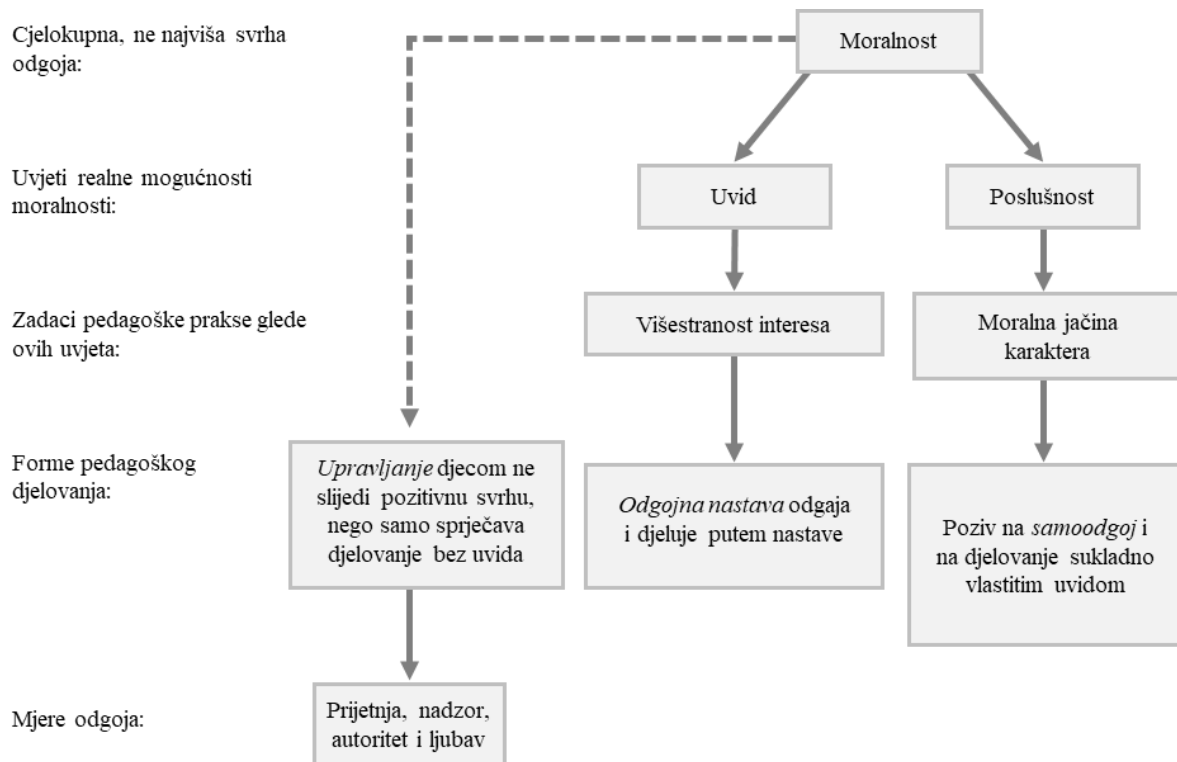 Cjelokupna, ne najviša svrha
odgoja:
Moralnost
Uvjeti realne mogućnosti
moralnosti:
Uvid
Poslušnost
Zadaci pedagoške prakse glede
ovih uvjeta:
Višestranost interesa
Moralna jačina
karaktera
Forme pedagoškog
djelovanja:
Upravljanje djecom ne
slijedi pozitivnu svrhu,
nego samo sprječava
djelovanje bez uvida
Odgojna nastava odgaja
i djeluje putem nastave
Poziv na samoodgoj i
na djelovanje sukladno
vlastitim uvidom
Mjere odgoja:
Prijetnja, nadzor,
autoritet i ljubav